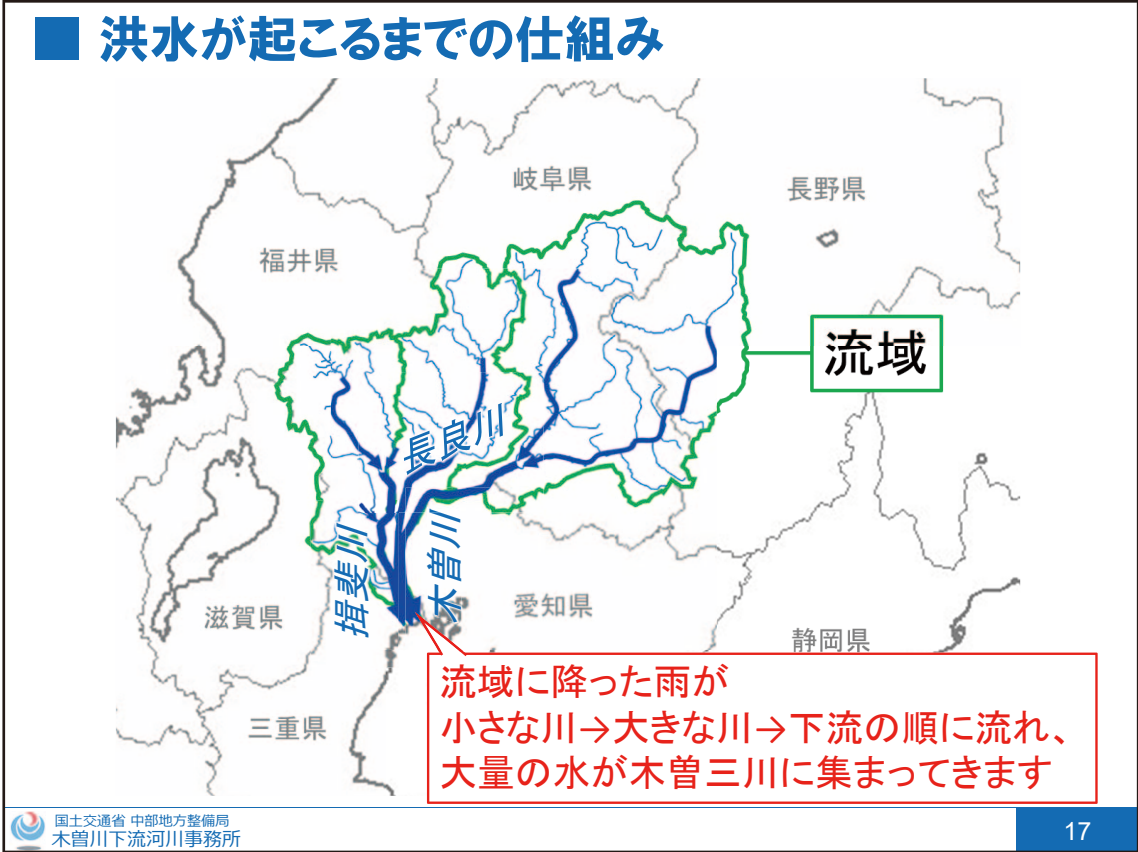 洪水が起こるまでの仕組み
岐阜県
長野県
福井県
流域
長良川
揖斐川
木曽川
滋賀県
愛知県
静岡県
三重県
流域に降った雨が
小さな川→大きな川→下流の順に流れ、
大量の水が木曽三川に集まってきます
国土交通省 中部地方整備局
木曽川下流河川事務所
17